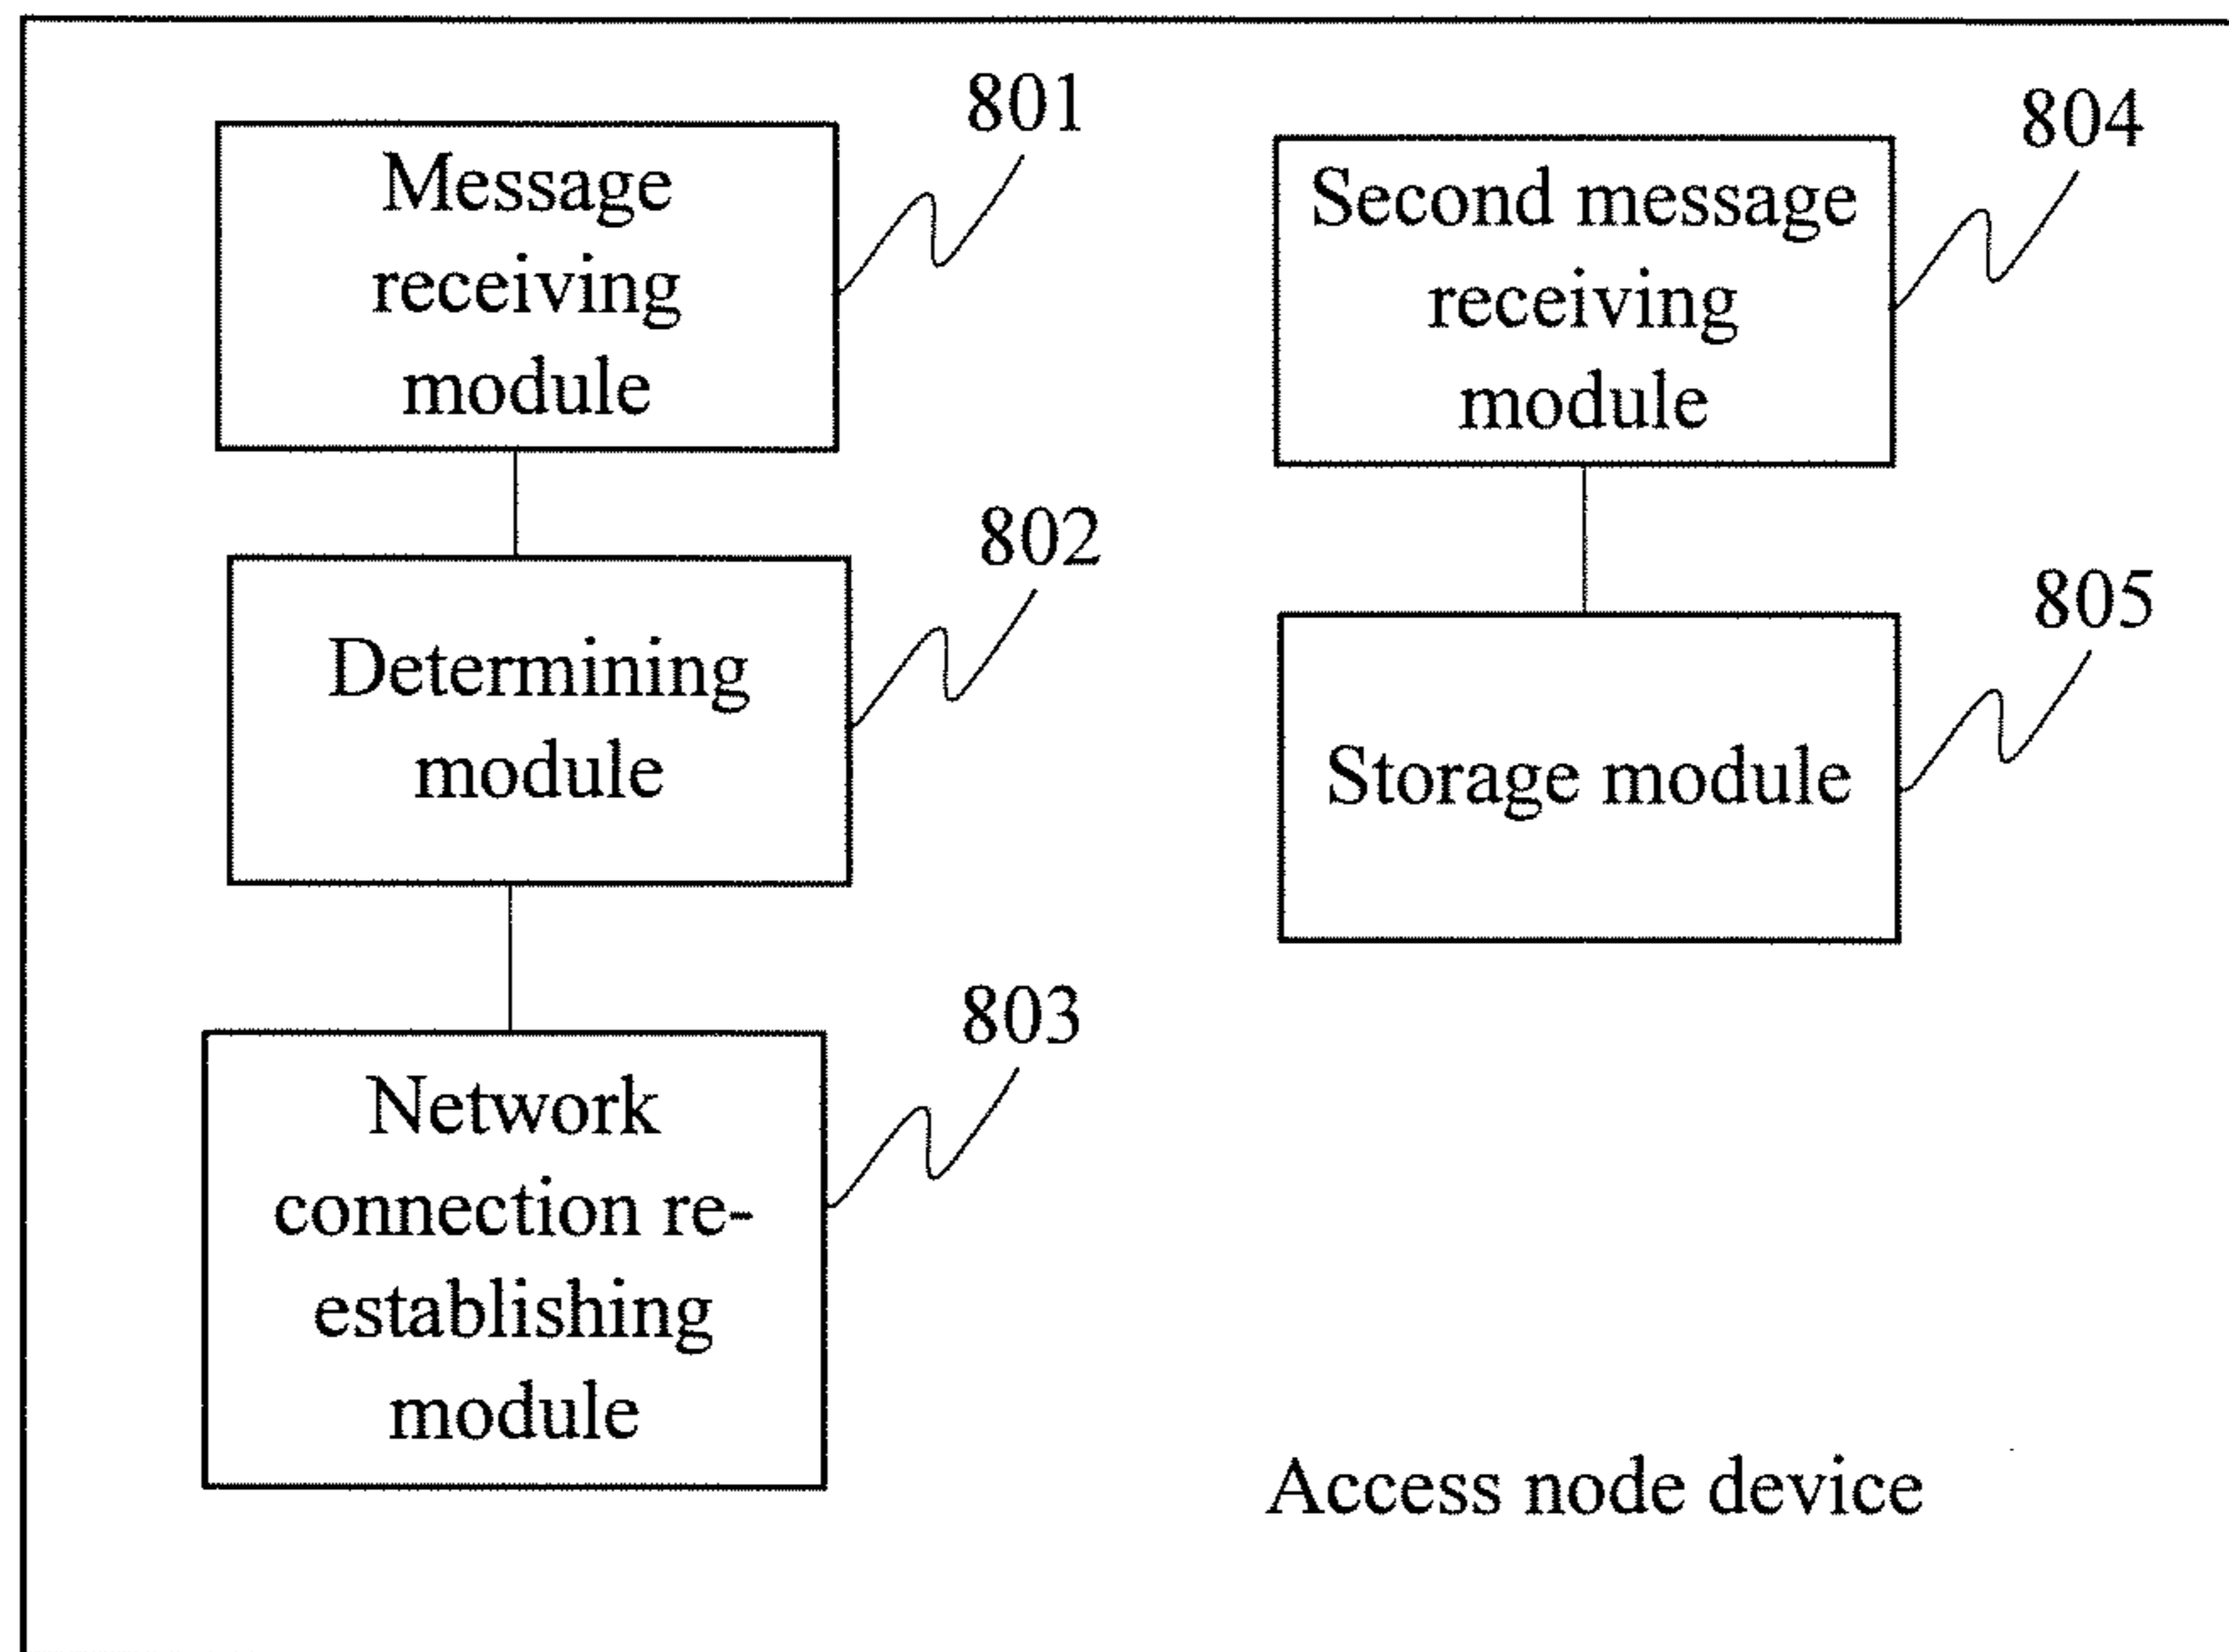 801
Message
receiving
module
802
Determining
module
803
Network
connection re-
establishing
module
804
Second message
receiving
module
805
Storage module
Access node device